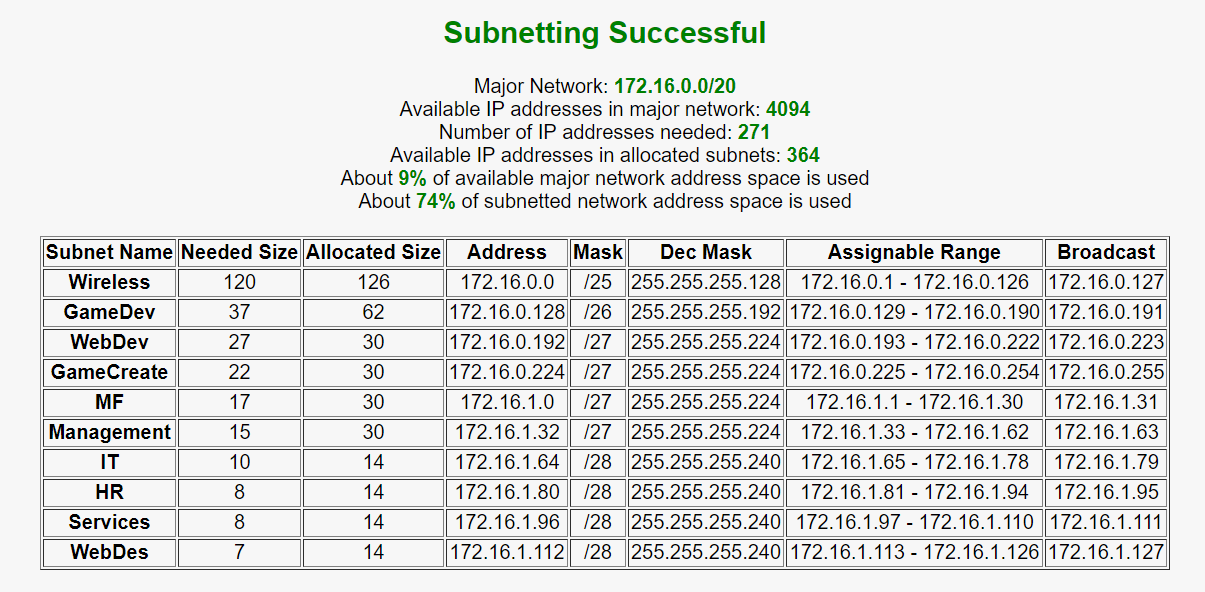 Subnetting Successful
Major Network: 172.16.0.0/20
Available IP addresses in major network: 4094
Number of IP addresses needed: 271
Available IP addresses in allocated subnets: 364
About 9% of available major network address space is used
About 74% of subnetted network address space is used
Subnet Name Needed Size Allocated Size Address Mask Dec Mask Assignable Range Broadcast
Wireless 120 126 172.16.0.0 /25 255.255.255.128 172.16.0.1 - 172.16.0.126 172.16.0.127
GameDev 37 62 172.16.0.128 /26 255.255.255.192 172.16.0.129 - 172.16.0.190 172.16.0.191
WebDev 27 30 172.16.0.192 /27 255.255.255.224 172.16.0.193 - 172.16.0.222 172.16.0.223
GameCreate 22 30 172.16.0.224 /27 255.255.255.224 172.16.0.225 - 172.16.0.254 172.16.0.255
MF 17 30 172.16.1.0 /27 255.255.255.224 172.16.1.1 - 172.16.1.30 172.16.1.31
Management 15 30 172.16.1.32 /27 255.255.255.224 172.16.1.33 - 172.16.1.62 172.16.1.63
IT 10 14 172.16.1.64 /28 255.255.255.240 172.16.1.65 - 172.16.1.78 172.16.1.79
HR 8 14 172.16.1.80 /28 255.255.255.240 172.16.1.81 - 172.16.1.94 172.16.1.95
Services 8 14 172.16.1.96 /28 255.255.255.240 172.16.1.97 - 172.16.1.110 172.16.1.111
WebDes 7 14 172.16.1.112 /28 255.255.255.240 172.16.1.113 - 172.16.1.126 172.16.1.127